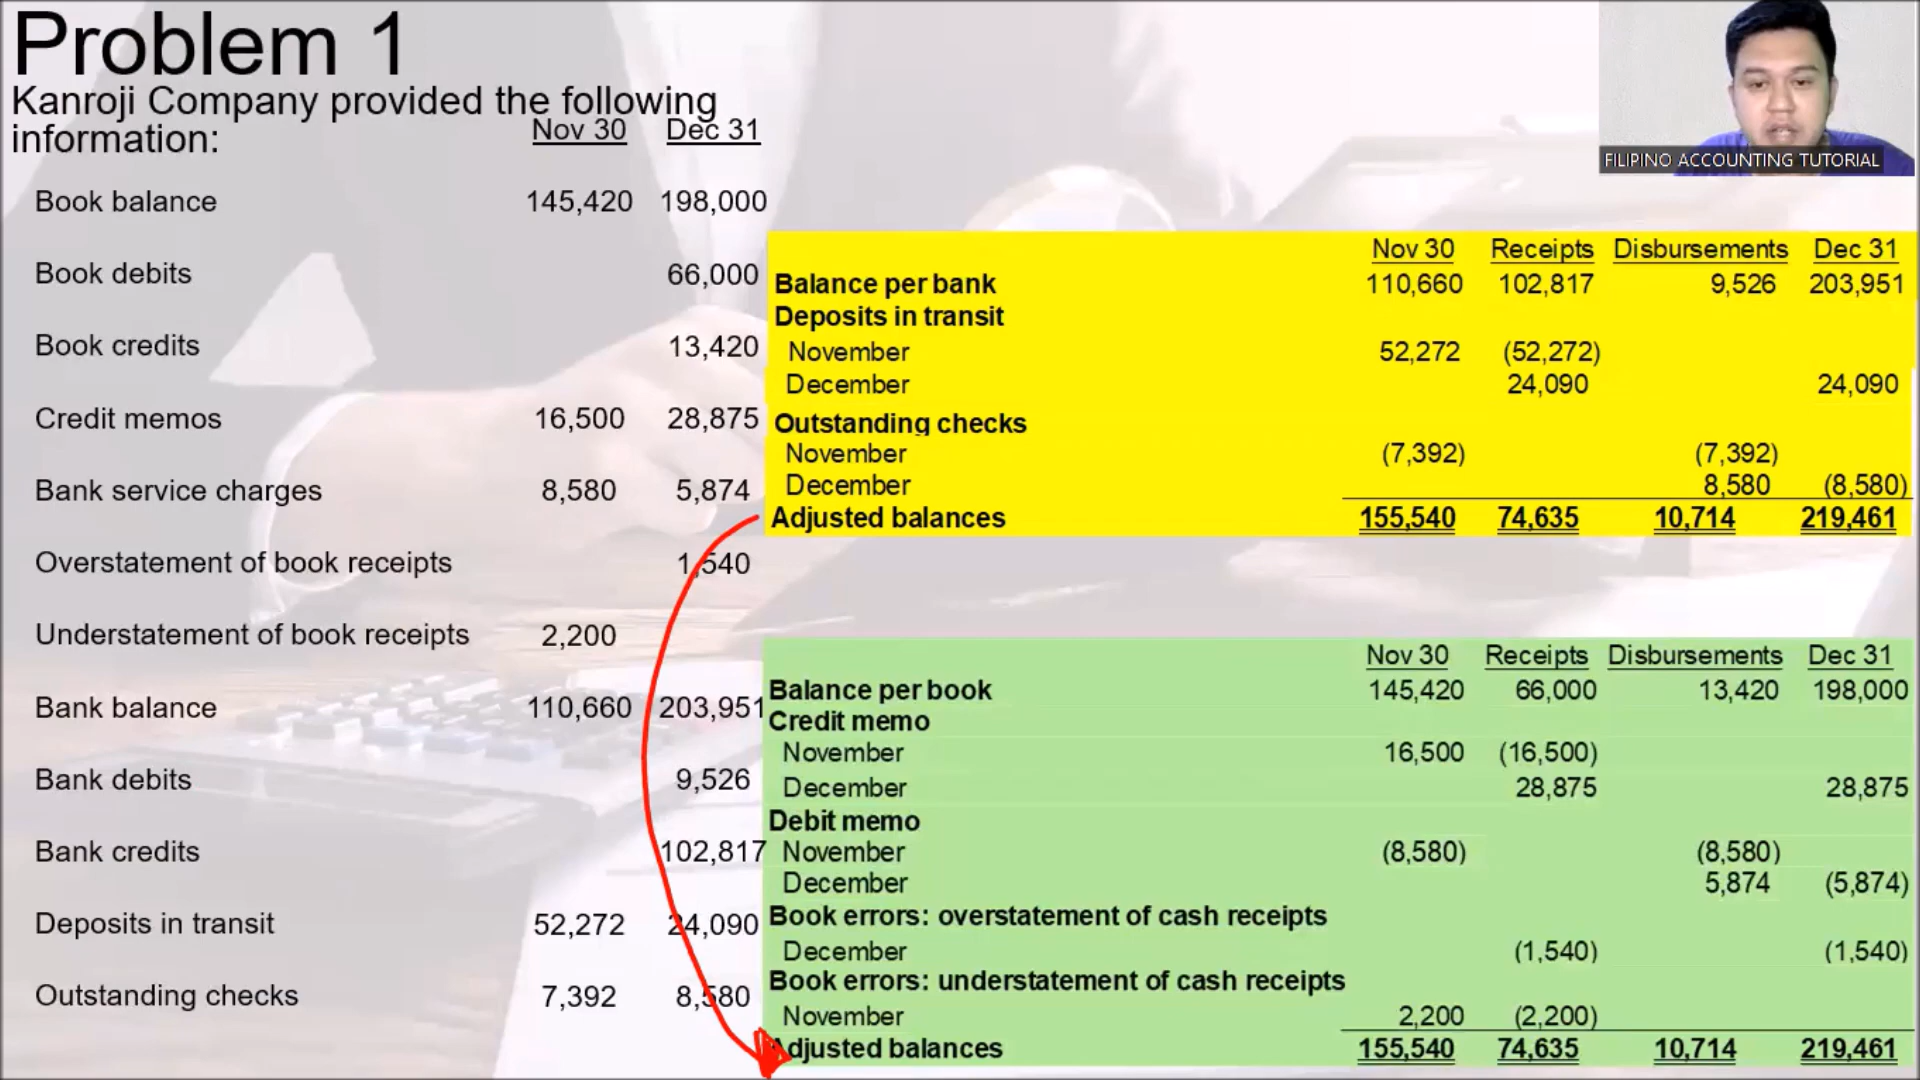 Problem 1
Kanroji Company provided the following
information:
Nov 30 Dec 31
Book balance 145,420 198,000
Book debits 66,000
Book credits 13,420
Credit memos 16,500 28,875
Bank service charges 8,580 5,874
Overstatement of book receipts 1,540
Understatement of book receipts 2,200
Bank balance 110,660 203,951
Bank debits 9,526
Bank credits 102,817
Deposits in transit 52,272 24,090
Outstanding checks 7,392 8,580
FILIPINO ACCOUNTING TUTORIAL
Nov 30 Receipts Disbursements Dec 31
Balance per bank 110,660 102,817 9,526 203,951
Deposits in transit
November 52,272 (52,272)
December 24,090 24,090
Outstanding checks
November (7,392) (7,392)
December 8,580 (8,580)
Adjusted balances 155,540 74,635 10,714 219,461
Nov 30 Receipts Disbursements Dec 31
Balance per book 145,420 66,000 13,420 198,000
Credit memo
November 16,500 (16,500)
December 28,875 28,875
Debit memo
November (8,580) (8,580)
December 5,874 (5,874)
Book errors: overstatement of cash receipts
December (1,540) (1,540)
Book errors: understatement of cash receipts
November 2,200 (2,200)
Adjusted balances 155,540 74,635 10,714 219,461